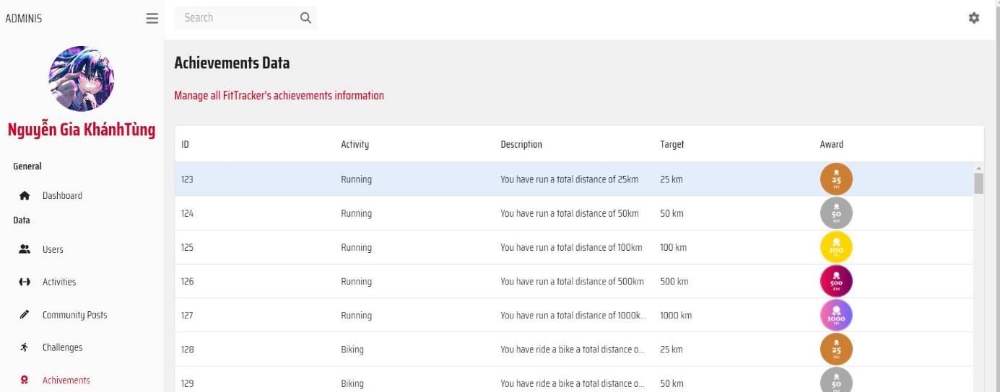 ADMINIS
Search
Nguyễn Gia KhánhTùng
General
Dashboard
Data
Users
Activities
Community Posts
Challenges
Achivements
Achievements Data
Manage all FitTracker's achievements information
ID Activity Description Target Award
123 Running You have run a total distance of 25km 25 km 25 KM
124 Running You have run a total distance of 50km 50 km 50 KM
125 Running You have run a total distance of 100km 100 km 100 KM
126 Running You have run a total distance of 500km 500 km 500 KM
127 Running You have run a total distance of 1000k... 1000 km 1000 KM
128 Biking You have ride a bike a total distance o... 25 km 25 KM
129 Biking You have ride a bike a total distance o... 50 km 50